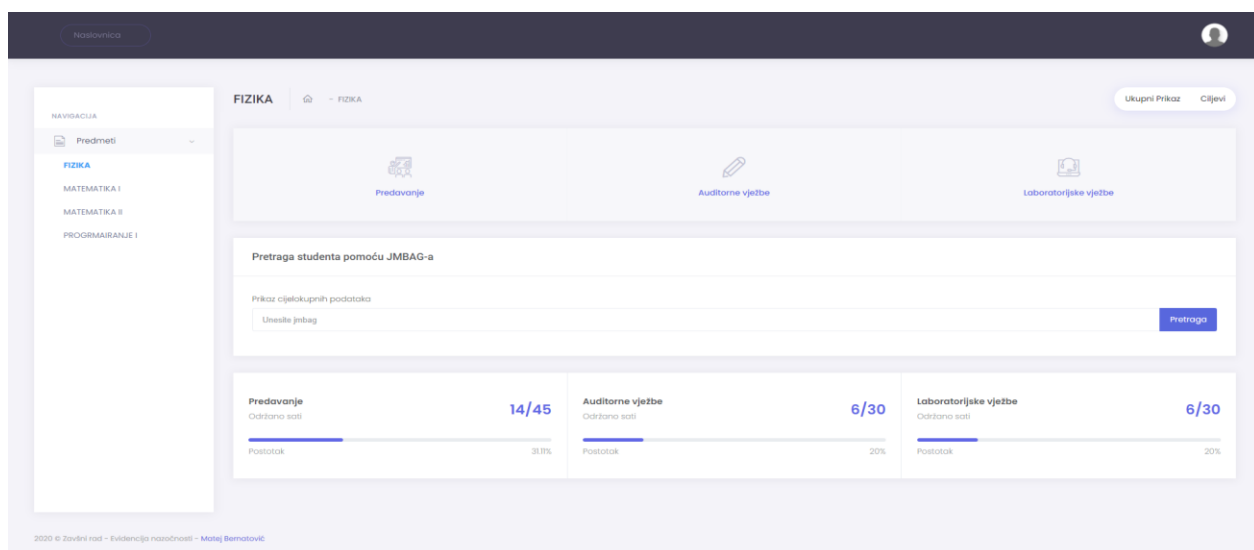 Naslovnica
NAVIGACIJA
Predmeti
FIZIKA
MATEMATIKA I
MATEMATIKA II
PROGRMAIRANJE I
FIZIKA
- FIZIKA
Ukupni Prikaz Ciljevi
Predavanje
Auditorne vježbe
Laboratorijske vježbe
Pretraga studenta pomoću JMBAG-a
Prikaz cijelokupnih podataka
Unesite jmbag
Pretraga
Predavanje
Održano sati
14/45
Postotak
31.11%
Auditorne vježbe
Održano sati
6/30
Postotak
20%
Laboratorijske vježbe
Održano sati
6/30
Postotak
20%
2020 © Završni rad - Evidencija nazočnosti - Matej Bernatović